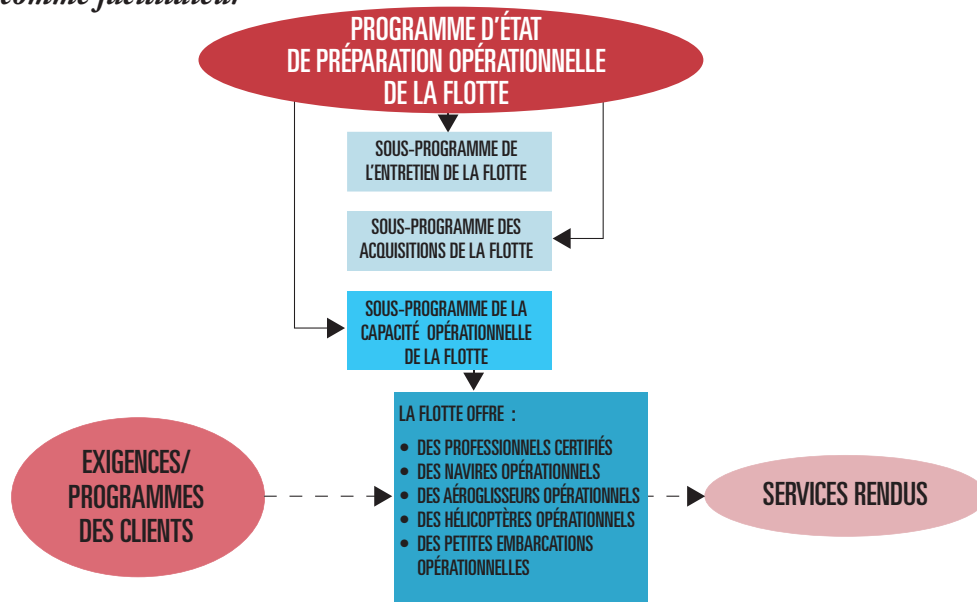 comme facilitateur
PROGRAMME D'ÉTAT
DE PRÉPARATION OPÉRATIONNELLE
DE LA FLOTTE
SOUS-PROGRAMME DE
L'ENTRETIEN DE LA FLOTTE
SOUS-PROGRAMME DES
ACQUISITIONS DE LA FLOTTE
SOUS-PROGRAMME DE LA
CAPACITÉ OPÉRATIONNELLE
DE LA FLOTTE
EXIGENCES/
PROGRAMMES
DES CLIENTS
LA FLOTTE OFFRE :
• DES PROFESSIONNELS CERTIFIÉS
• DES NAVIRES OPÉRATIONNELS
• DES AÉROGLISSEURS OPÉRATIONNELS
• DES HÉLICOPTÈRES OPÉRATIONNELS
• DES PETITES EMBARCATIONS
OPÉRATIONNELLES
SERVICES RENDUS